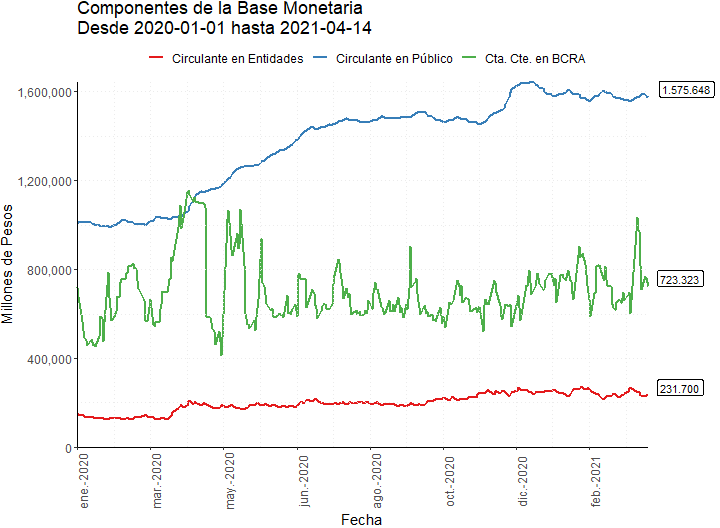 Componentes de la Base Monetaria
Desde 2020-01-01 hasta 2021-04-14
Circulante en Entidades
Circulante en Público
Cta. Cte. en BCRA
Millones de Pesos
1,600,000
1,200,000
800,000
400,000
0
1.575.648
723.323
231.700
ene.-2020
mar.-2020
may.-2020
jun.-2020
ago.-2020
oct.-2020
dic.-2020
feb.-2021
Fecha